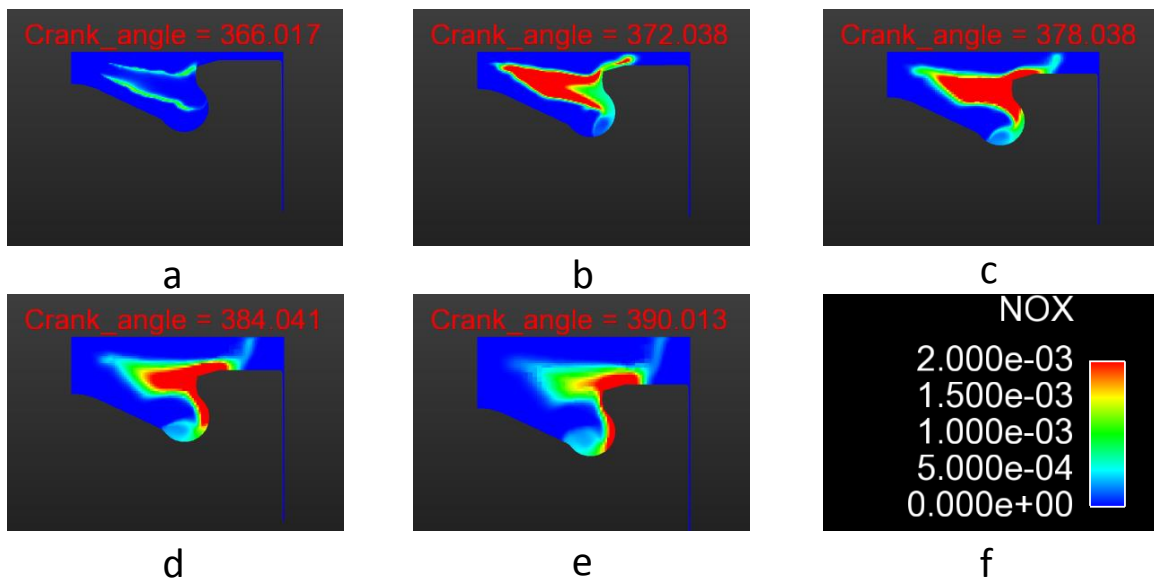 Crank_angle = 366.017
Crank_angle = 372.038
Crank_angle = 378.038
a
b
c
Crank_angle = 384.041
Crank_angle = 390.013
NOX
2.000e-03
1.500e-03
1.000e-03
5.000e-04
0.000e+00
d
e
f